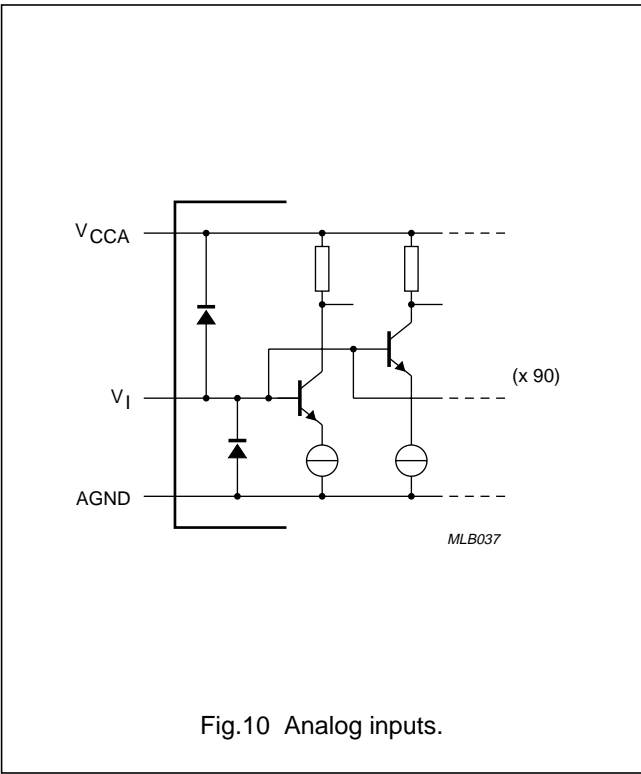 VCCA
VI
AGND
(x 90)
MLB037
Fig.10 Analog inputs.